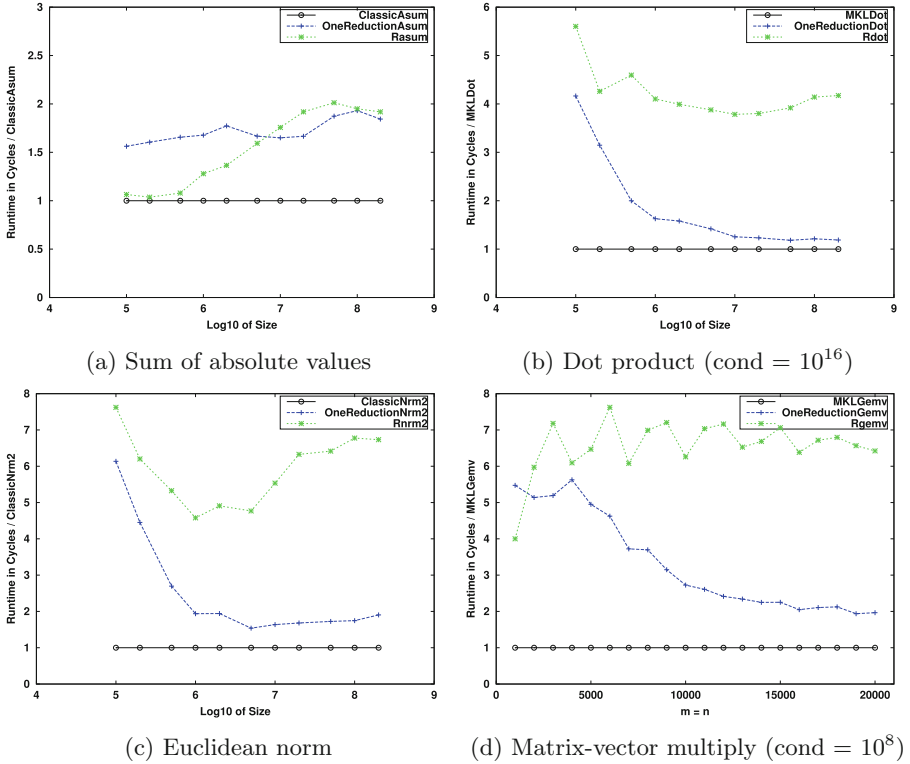 ClassicAsum
OneReductionAsum
Rasum
Runtime in Cycles / ClassicAsum
3
2.5
2
1.5
1
0.5
0
4
5
6
7
8
9
Log10 of Size
(a) Sum of absolute values
MKLDot
OneReductionDot
Rdot
Runtime in Cycles / MKLDot
6
5
4
3
2
1
0
4
5
6
7
8
9
Log10 of Size
(b) Dot product (cond = 10^16)
ClassicNrm2
OneReductionNrm2
Rnrm2
Runtime in Cycles / ClassicNrm2
8
7
6
5
4
3
2
1
0
4
5
6
7
8
9
Log10 of Size
(c) Euclidean norm
MKLGemv
OneReductionGemv
Rgemv
Runtime in Cycles / MKLGemv
8
7
6
5
4
3
2
1
0
0
5000
10000
15000
20000
m = n
(d) Matrix-vector multiply (cond = 10^8)